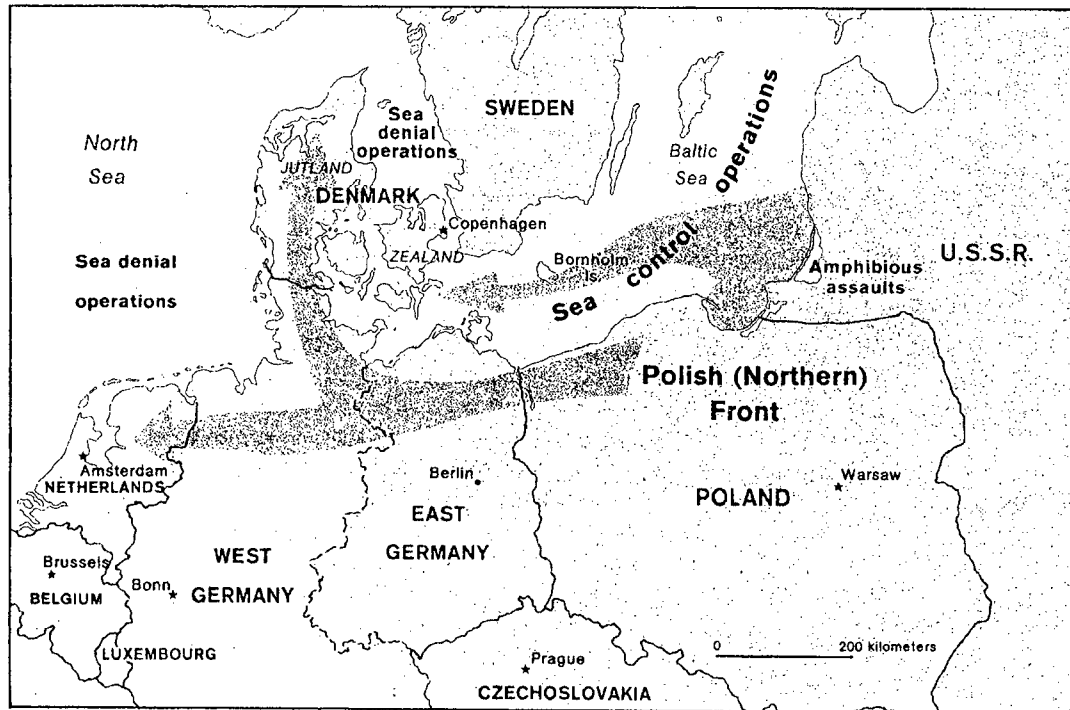 North
Sea
Sea
denial
operations
SWEDEN
operations
Baltic
Sea
JUTLAND
DENMARK
Copenhagen
ZEALAND
Bornholm
Is.
Sea control
U.S.S.R.
Sea denial
operations
Amphibious
assaults
Polish (Northern)
Front
Amsterdam
NETHERLANDS
Berlin
Warsaw
POLAND
EAST
GERMANY
WEST
GERMANY
Brussels
BELGIUM
Bonn
LUXEMBOURG
0 200 kilometers
Prague
CZECHOSLOVAKIA